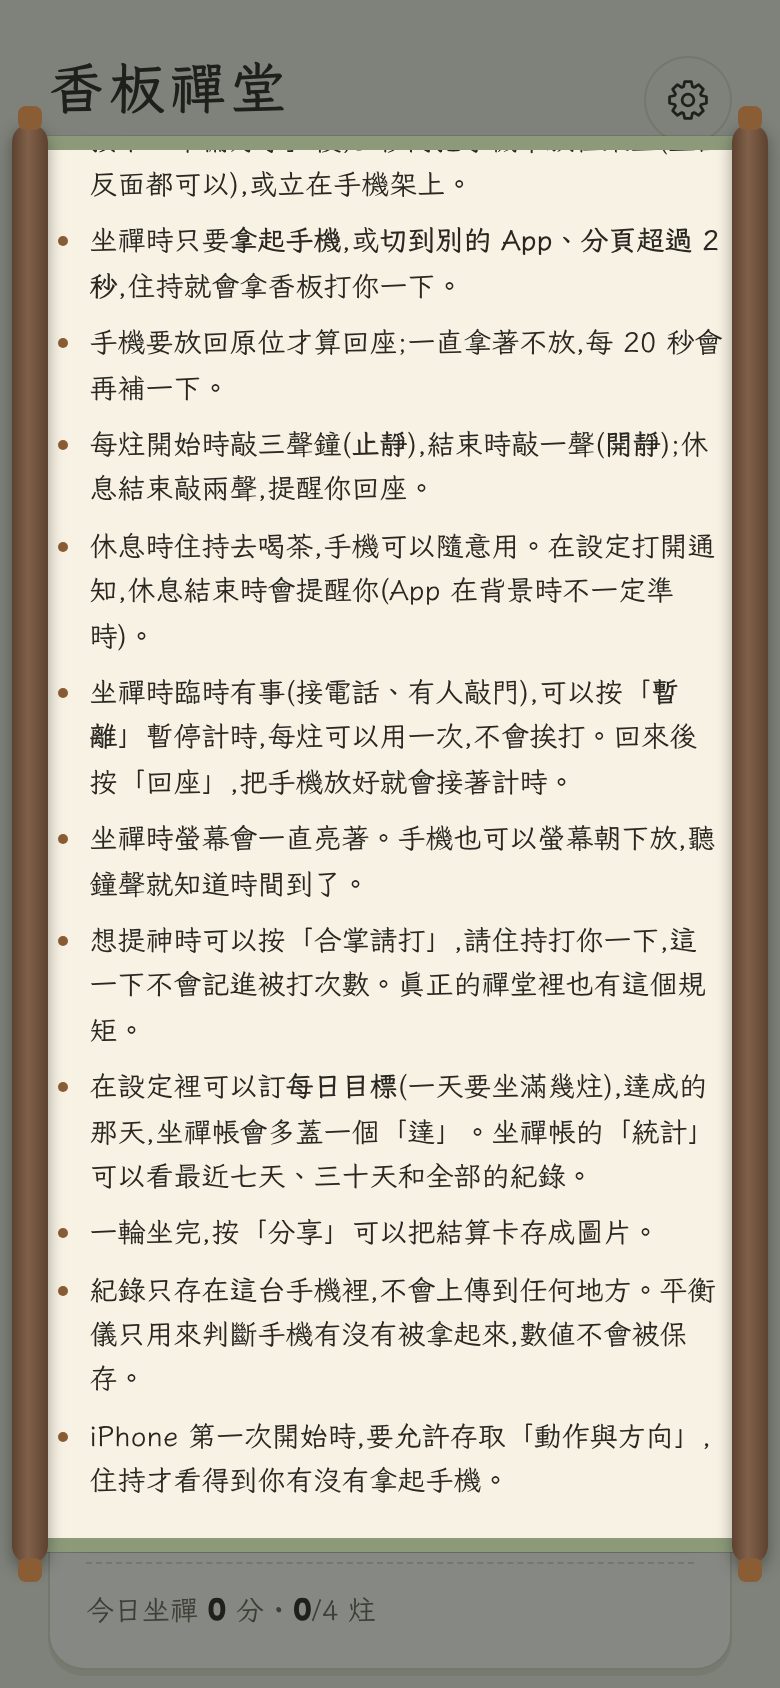 香板禪堂
反面都可以),或立在手機架上。
坐禪時只要拿起手機,或切到別的 App、分頁超過 2
秒,住持就會拿香板打你一下。
手機要放回原位才算回座;一直拿著不放,每 20 秒會
再補一下。
每炷開始時敲三聲鐘(止靜),結束時敲一聲(開靜);休
息結束敲兩聲,提醒你回座。
休息時住持去喝茶,手機可以隨意用。在設定打開通
知,休息結束時會提醒你(App 在背景時不一定準
時)。
坐禪時臨時有事(接電話、有人敲門),可以按「暫
離」暫停計時,每炷可以用一次,不會挨打。回來後
按「回座」,把手機放好就會接著計時。
坐禪時螢幕會一直亮著。手機也可以螢幕朝下放,聽
鐘聲就知道時間到了。
想提神時可以按「合掌請打」,請住持打你一下,這
一下不會記進被打次數。真正的禪堂裡也有這個規
矩。
在設定裡可以訂每日目標(一天要坐滿幾炷),達成的
那天,坐禪帳會多蓋一個「達」。坐禪帳的「統計」
可以看最近七天、三十天和全部的紀錄。
一輪坐完,按「分享」可以把結算卡存成圖片。
紀錄只存在這台手機裡,不會上傳到任何地方。平衡
儀只用來判斷手機有沒有被拿起來,數值不會被保
存。
iPhone 第一次開始時,要允許存取「動作與方向」,
住持才看得到你有沒有拿起手機。
今日坐禪 0 分・0/4 炷